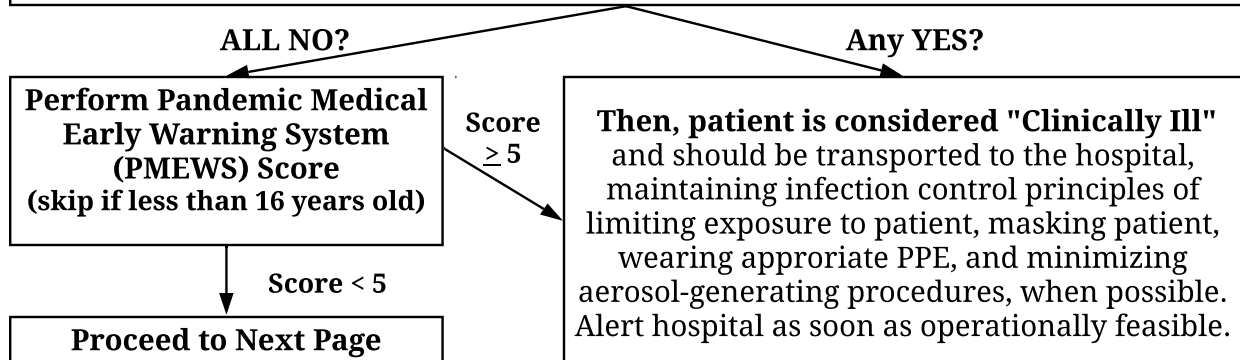 ALL NO?
Any YES?
Perform Pandemic Medical
Early Warning System
(PMEWS) Score
(skip if less than 16 years old)
Score
≥ 5
Then, patient is considered "Clinically Ill"
and should be transported to the hospital,
maintaining infection control principles of
limiting exposure to patient, masking patient,
wearing approriate PPE, and minimizing
aerosol-generating procedures, when possible.
Alert hospital as soon as operationally feasible.
Score < 5
Proceed to Next Page